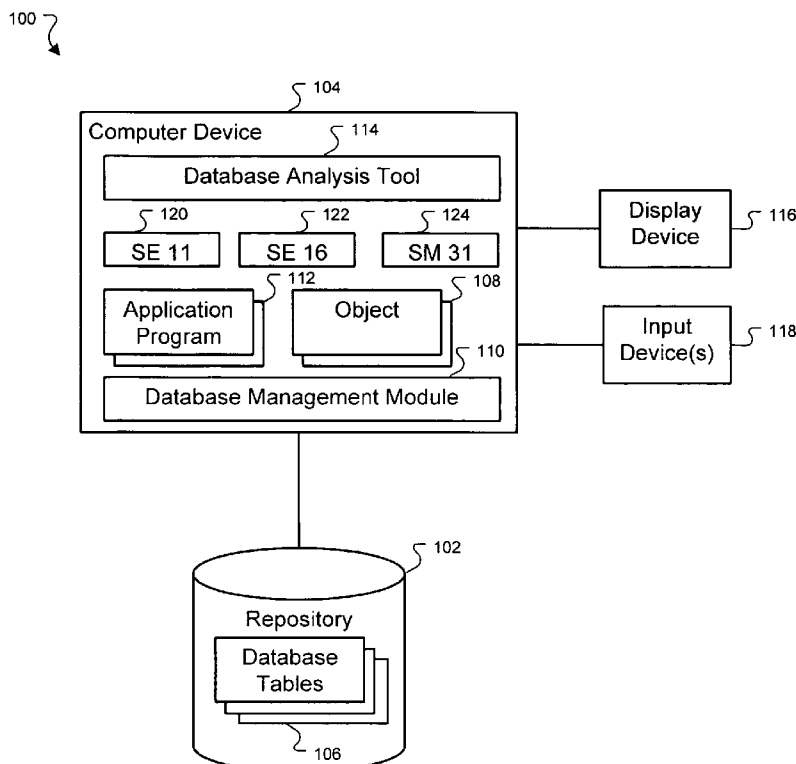 100
104
Computer Device
114
Database Analysis Tool
120
122
124
SE 11
SE 16
SM 31
Display
Device
116
112
108
Application
Program
Object
Input
Device(s)
118
110
Database Management Module
102
Repository
Database
Tables
106